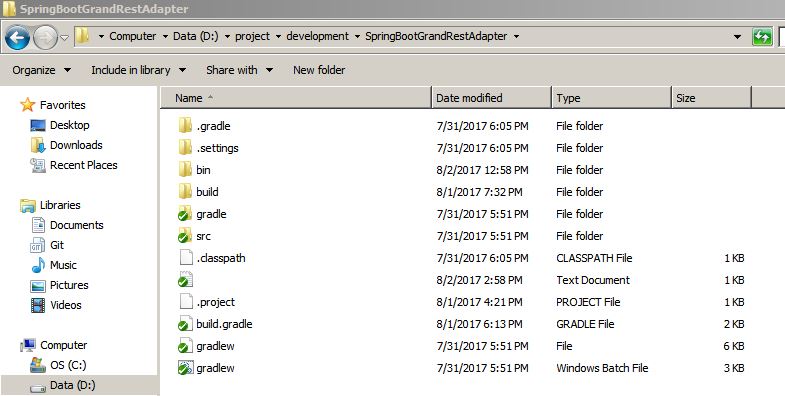 SpringBootGrandRestAdapter
Computer Data (D:) project development SpringBootGrandRestAdapter
Organize Include in library Share with New folder
Favorites
Desktop
Downloads
Recent Places
Libraries
Documents
Git
Music
Pictures
Videos
Computer
OS (C:)
Data (D:)
Name Date modified Type Size
.gradle 7/31/2017 6:05 PM File folder
.settings 7/31/2017 6:05 PM File folder
bin 8/2/2017 12:58 PM File folder
build 8/1/2017 7:32 PM File folder
gradle 7/31/2017 5:51 PM File folder
src 7/31/2017 5:51 PM File folder
.classpath 7/31/2017 6:05 PM CLASSPATH File 1 KB
8/2/2017 2:58 PM Text Document 1 KB
.project 8/1/2017 4:21 PM PROJECT File 1 KB
build.gradle 8/1/2017 6:13 PM GRADLE File 2 KB
gradlew 7/31/2017 5:51 PM File 6 KB
gradlew 7/31/2017 5:51 PM Windows Batch File 3 KB